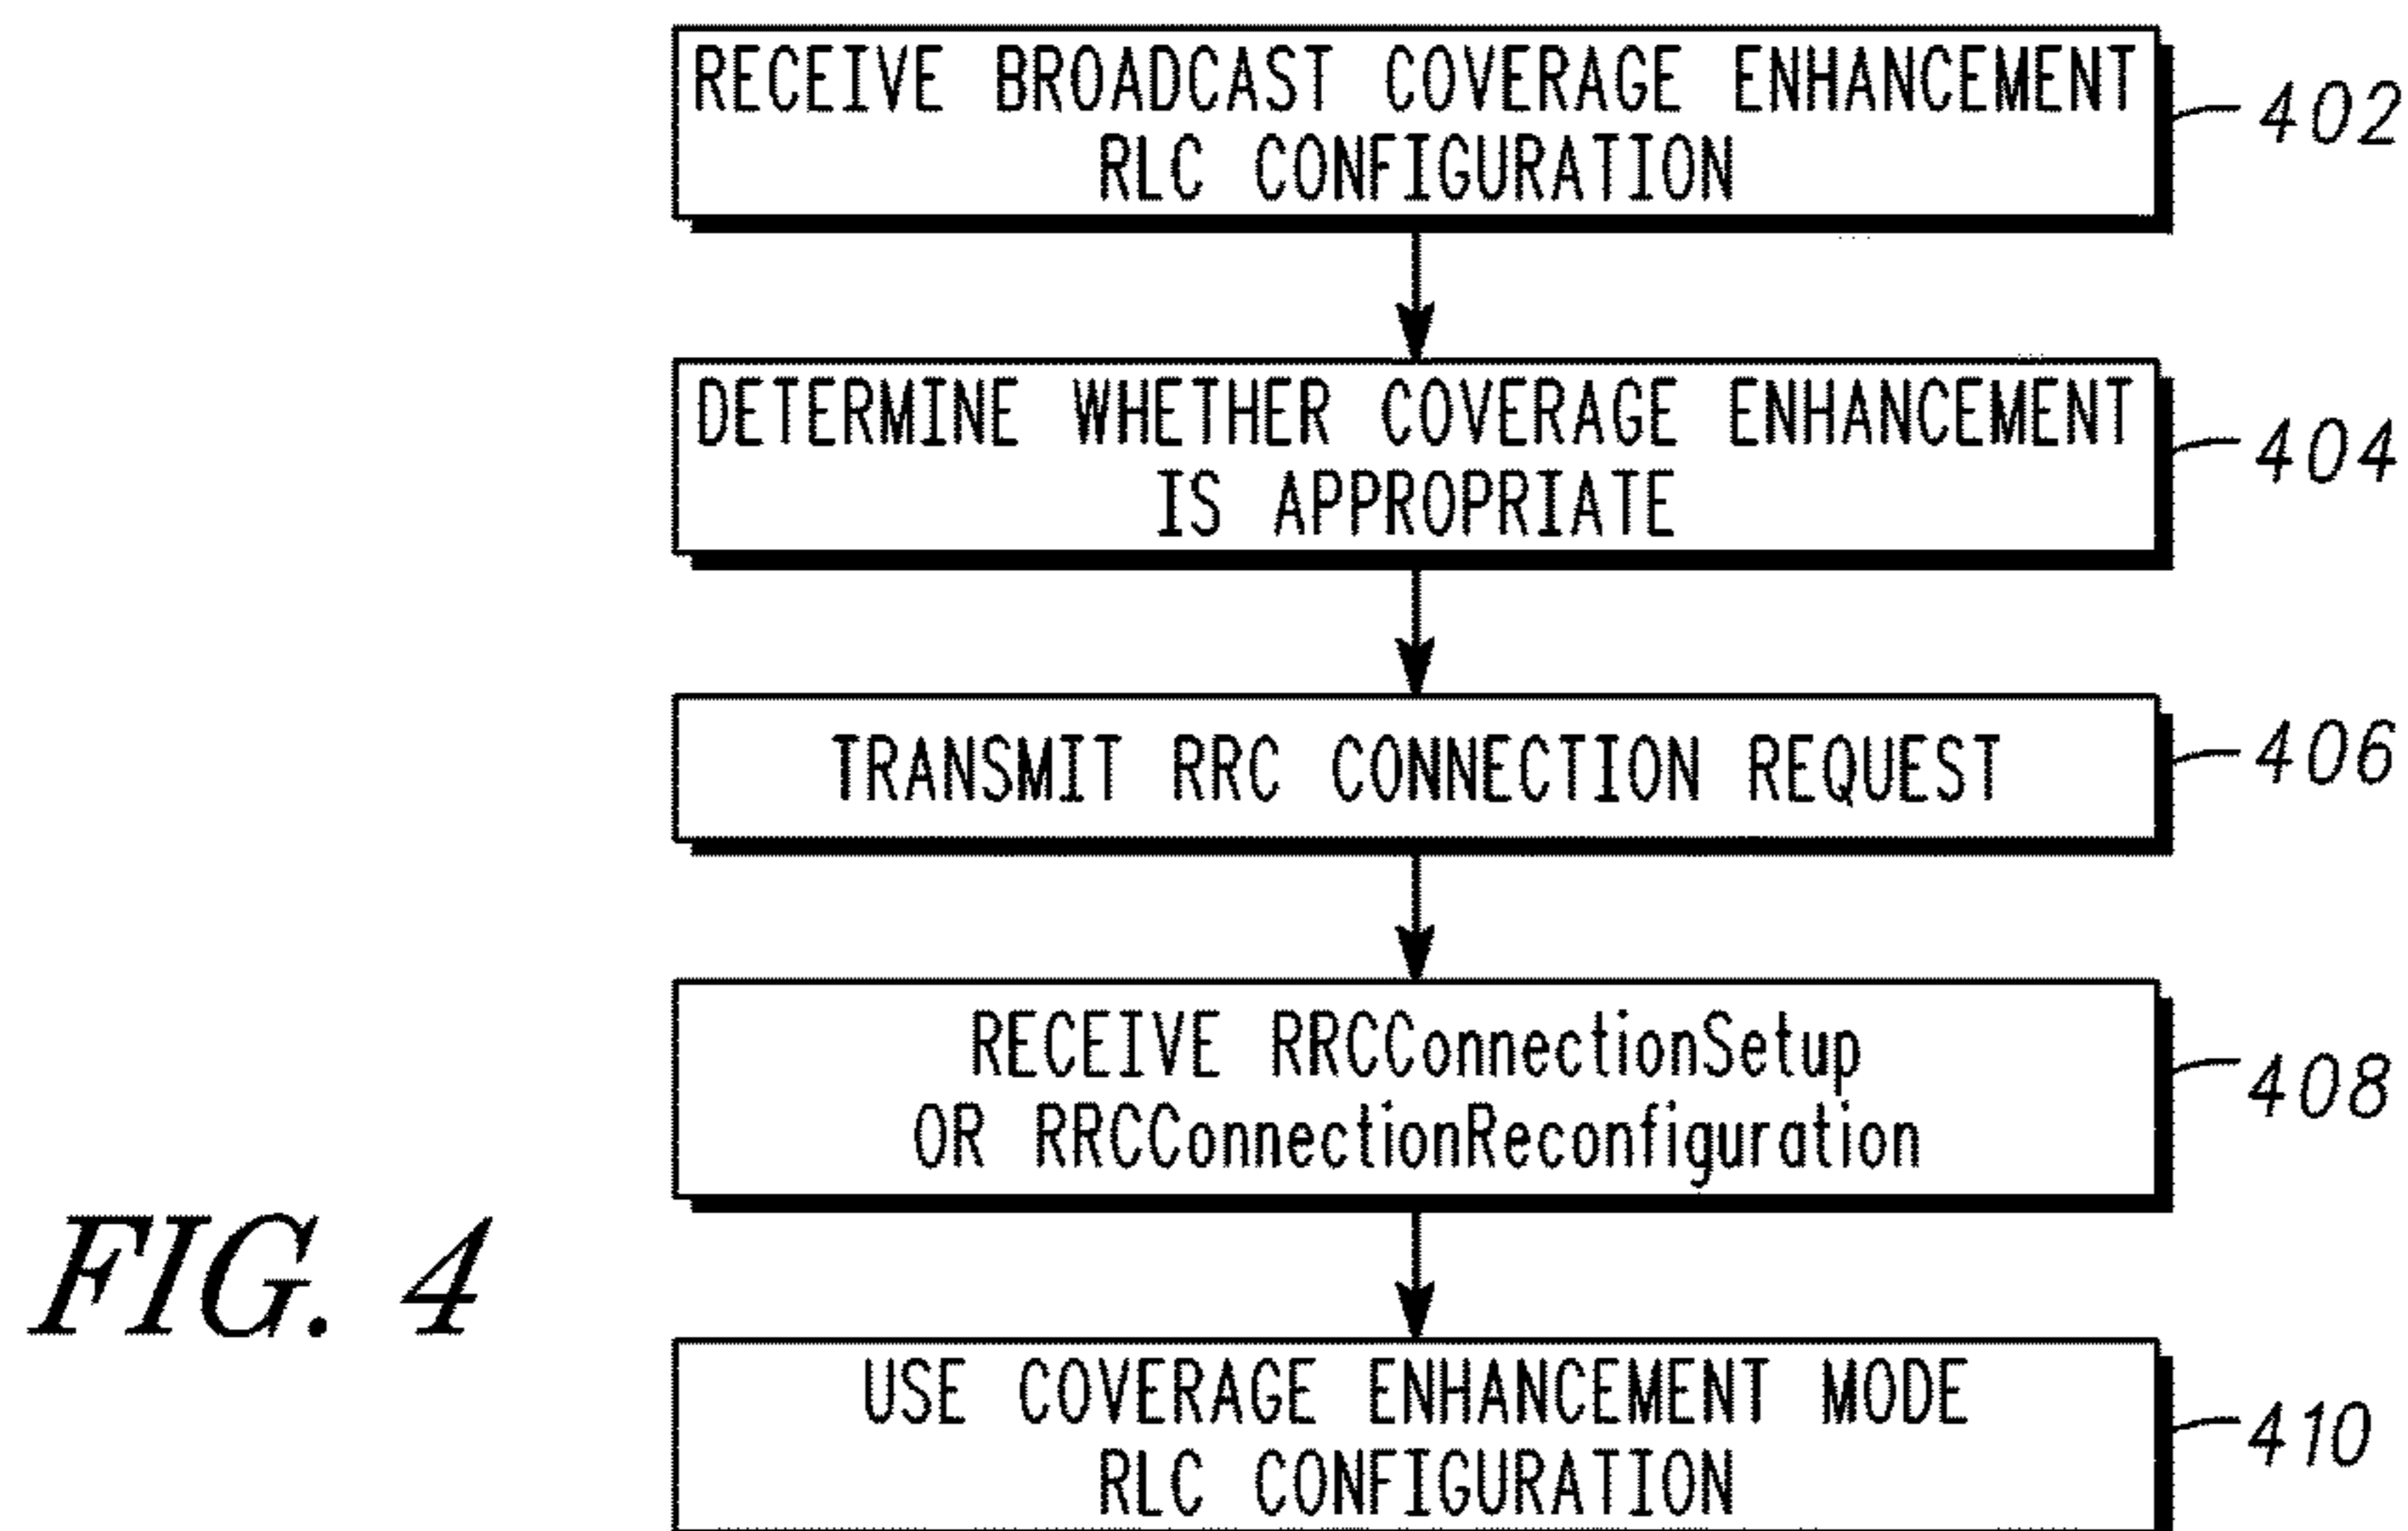 RECEIVE BROADCAST COVERAGE ENHANCEMENT
RLC CONFIGURATION
402
DETERMINE WHETHER COVERAGE ENHANCEMENT
IS APPROPRIATE
404
TRANSMIT RRC CONNECTION REQUEST
406
RECEIVE RRCConnectionSetup
OR RRCConnectionReconfiguration
408
USE COVERAGE ENHANCEMENT MODE
RLC CONFIGURATION
410
FIG. 4